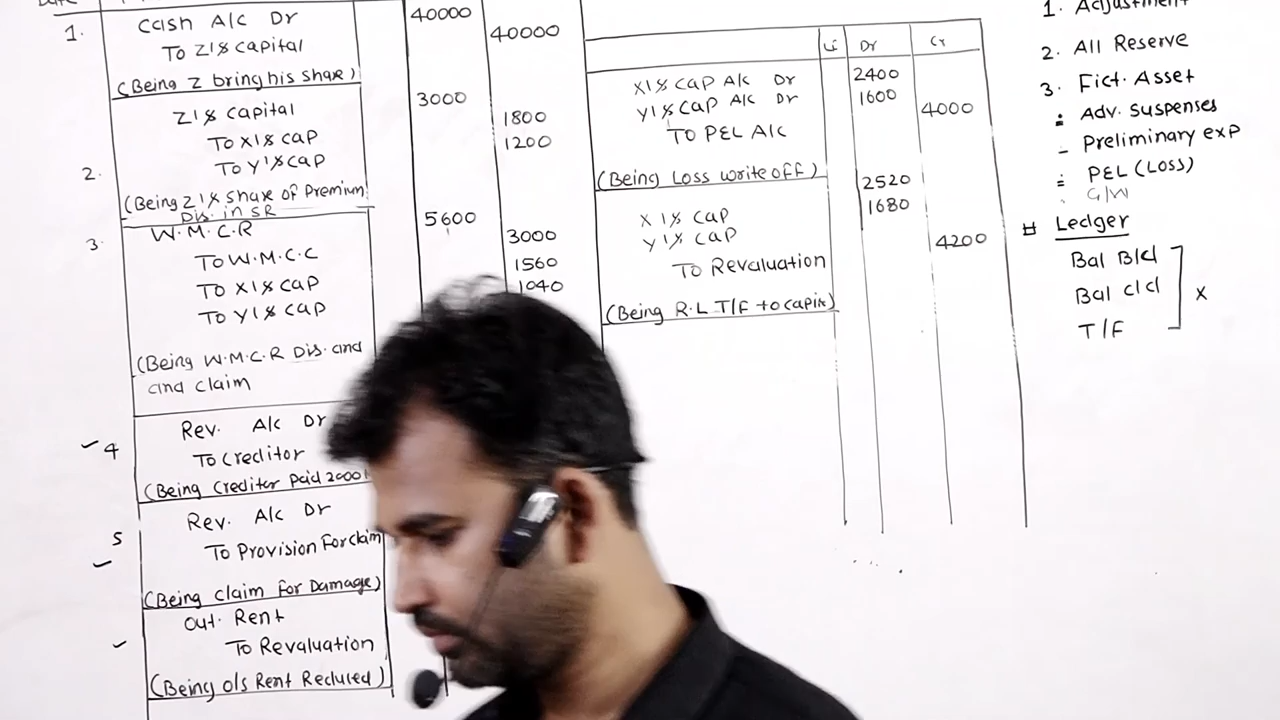 1.
Cash A/c Dr
40000
To Z's capital
40000
(Being Z bring his share)
Z's capital
3000
To X's cap
1800
To Y's cap
1200
2.
(Being Z's share of Premium
Dis. in SR
3.
W.M.C.R
5600
To W.M.C.C
3000
To X's cap
1560
To Y's cap
1040
(Being W.M.C.R Dis. and
and claim
4
Rev. A/c Dr
To Creditor
(Being Creditor Paid 2000
5
Rev. A/c Dr
To Provision For claim
(Being claim for Damage)
Out. Rent
To Revaluation
(Being o/s Rent Reduced)
Dr
Cr
X's cap A/c Dr
2400
Y's cap A/c Dr
1600
To P&L A/c
4000
(Being Loss write off)
X's cap
2520
Y's cap
1680
To Revaluation
4200
(Being R.L T/F to capita)
1. Adjustment
2. All Reserve
3. Fict. Asset
Adv. Suspenses
Preliminary exp
P&L (Loss)
G/W
# Ledger
Bal B/d
Bal c/d
x
T/F